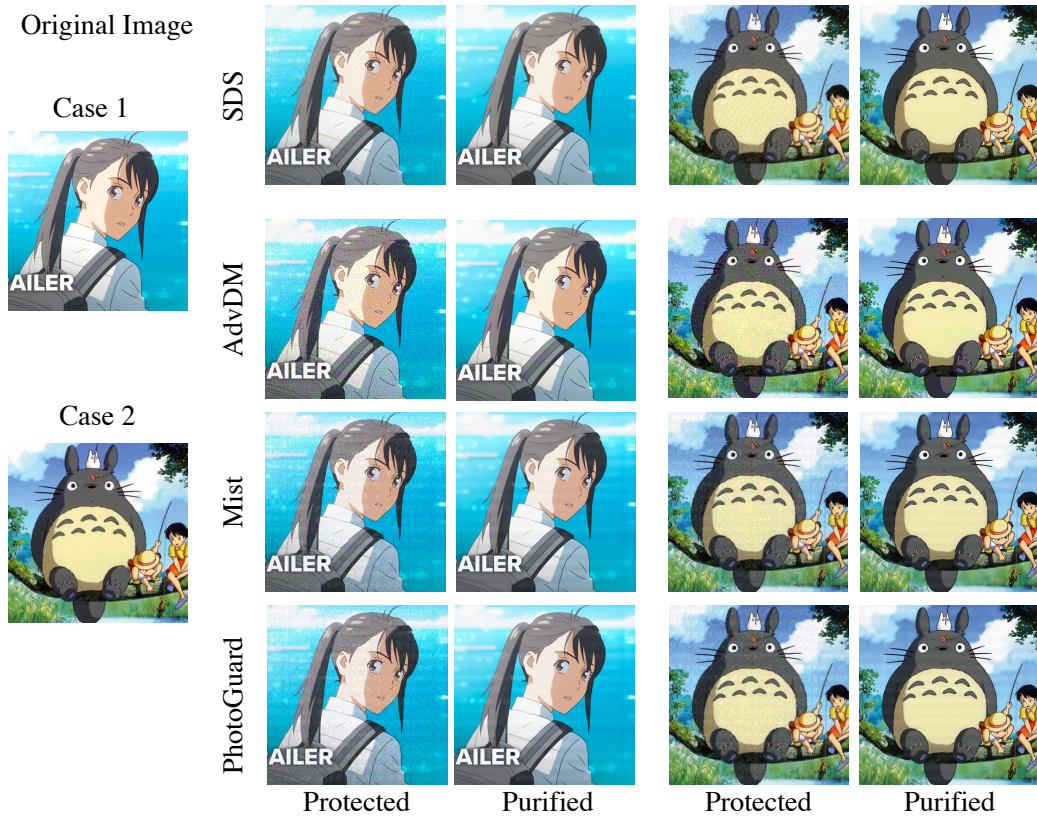 Original Image
Case 1
AILER
Case 2
SDS
AILER
AILER
AdvDM
AILER
AILER
Mist
AILER
AILER
PhotoGuard
AILER
AILER
Protected
Purified
Protected
Purified